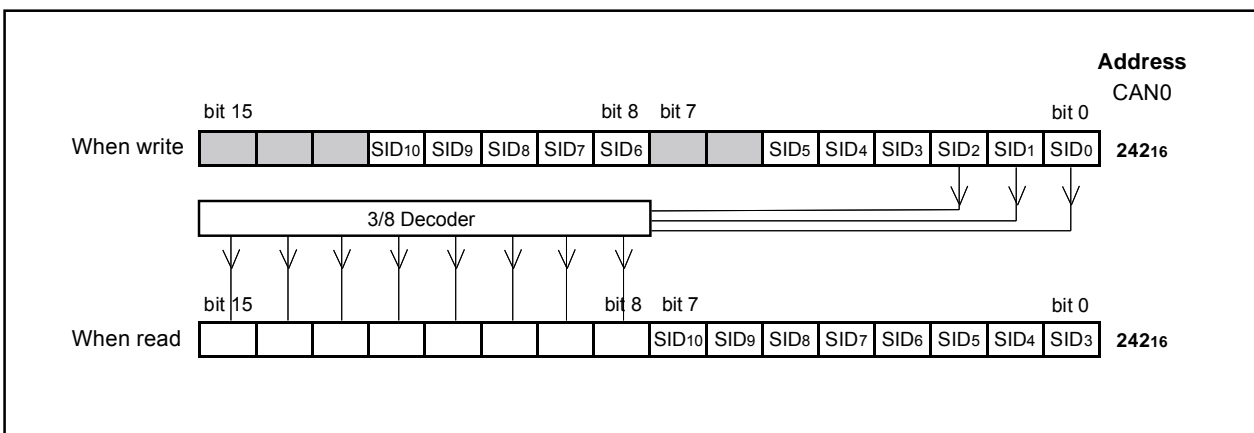 Address
CAN0
bit 15 bit 8 bit 7 bit 0
When write SID10 SID9 SID8 SID7 SID6 SID5 SID4 SID3 SID2 SID1 SID0 24216
3/8 Decoder
bit 15 bit 8 bit 7 bit 0
When read SID10 SID9 SID8 SID7 SID6 SID5 SID4 SID3 24216